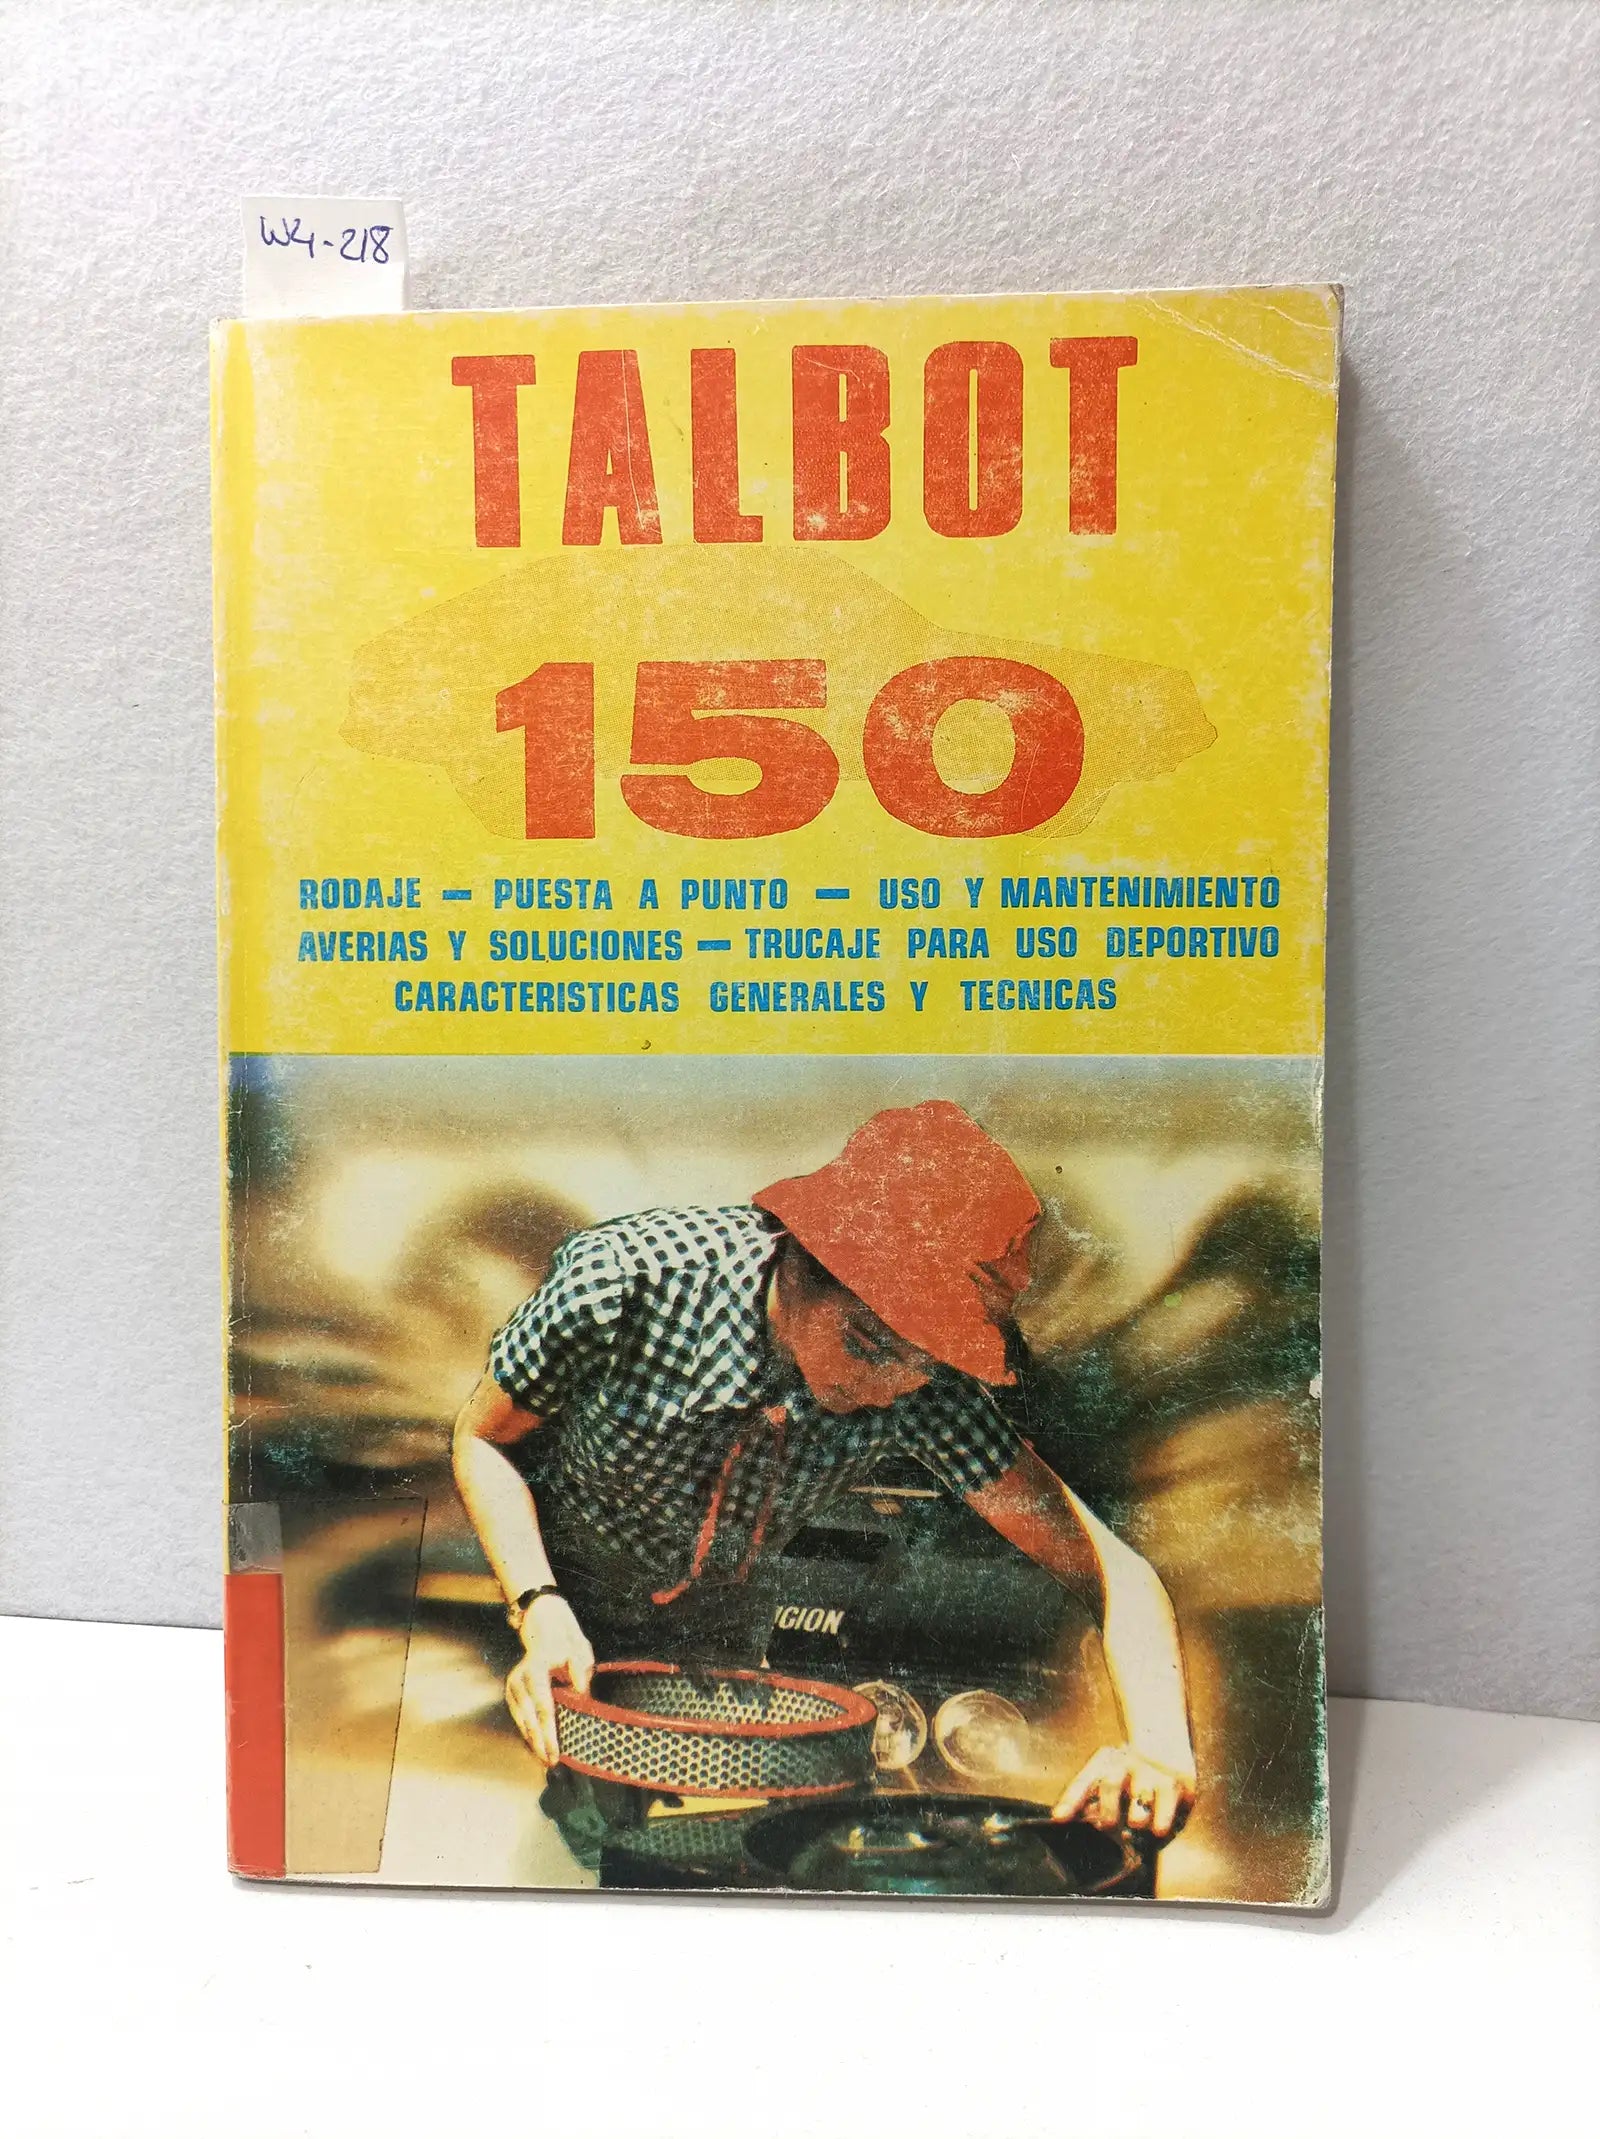 W4-218
TALBOT
150
RODAJE — PUESTA A PUNTO — USO Y MANTENIMIENTO
AVERIAS Y SOLUCIONES — TRUCAJE PARA USO DEPORTIVO
CARACTERISTICAS GENERALES Y TECNICAS